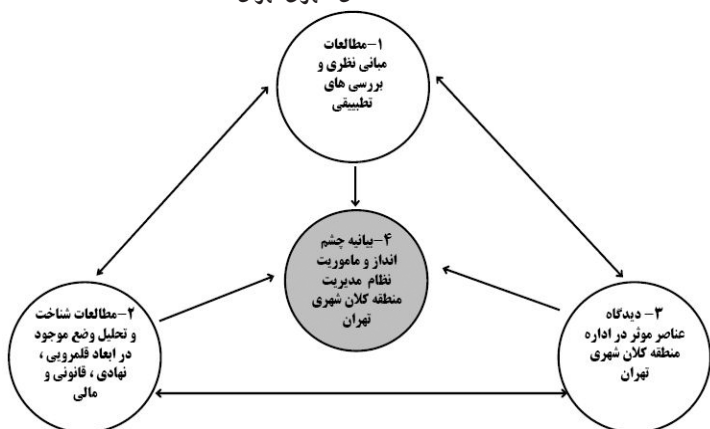 ۱-مطالعات
مبانی نظری و
بررسی های
تطبیقی
۴-بیانیه چشم
انداز و ماموریت
نظام مدیریت
منطقه کلان شهری
تهران
۳- دیدگاه
عناصر موثر در اداره
منطقه کلان شهری
تهران
۲-مطالعات شناخت
و تحلیل وضع موجود
در ابعاد قلمرویی ،
نهادی ، قانونی و
مالی